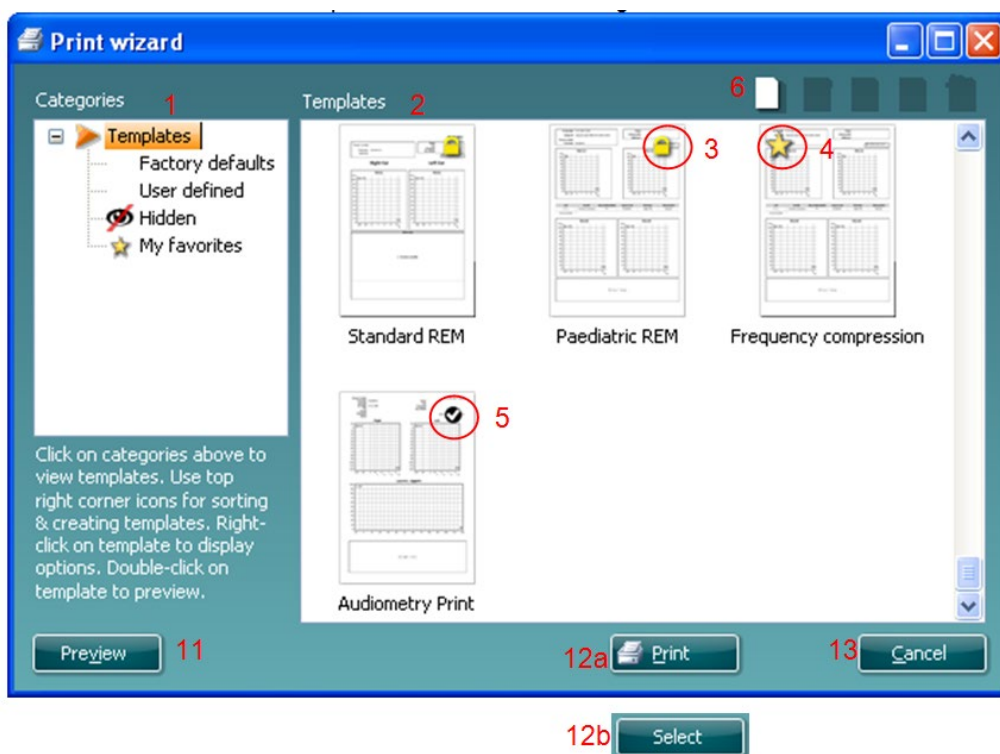 Print wizard
Categories 1
Templates 2
6
Templates
Factory defaults
User defined
Hidden
My favorites
3
4
Standard REM
Paediatric REM
Frequency compression
5
Audiometry Print
Click on categories above to
view templates. Use top
right corner icons for sorting
& creating templates. Right-
click on template to display
options. Double-click on
template to preview.
Preview 11
12a Print
13 Cancel
12b Select